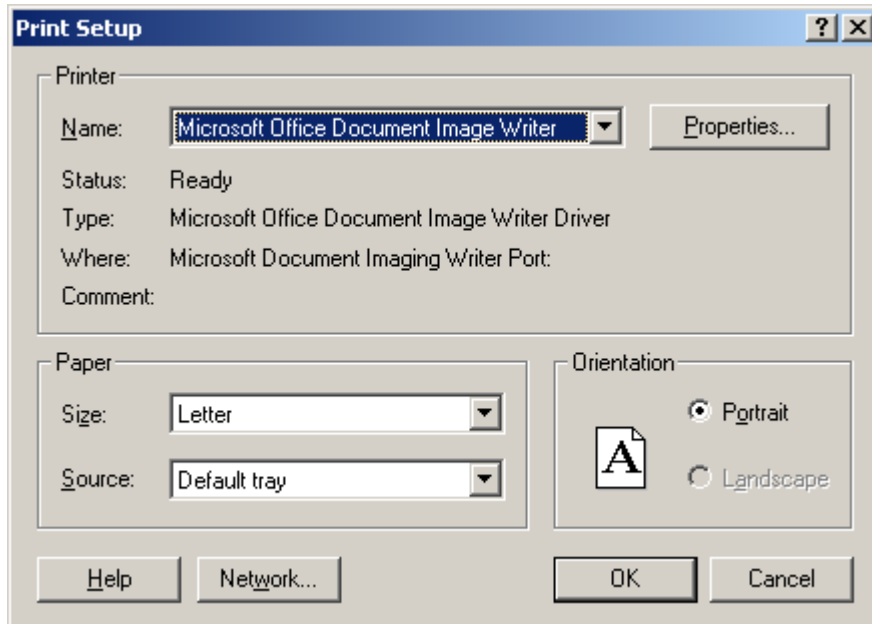 Print Setup
Printer
Name: Microsoft Office Document Image Writer Properties...
Status: Ready
Type: Microsoft Office Document Image Writer Driver
Where: Microsoft Document Imaging Writer Port:
Comment:
Paper
Size: Letter
Source: Default tray
Orientation
A
Portrait
Landscape
Help Network... OK Cancel